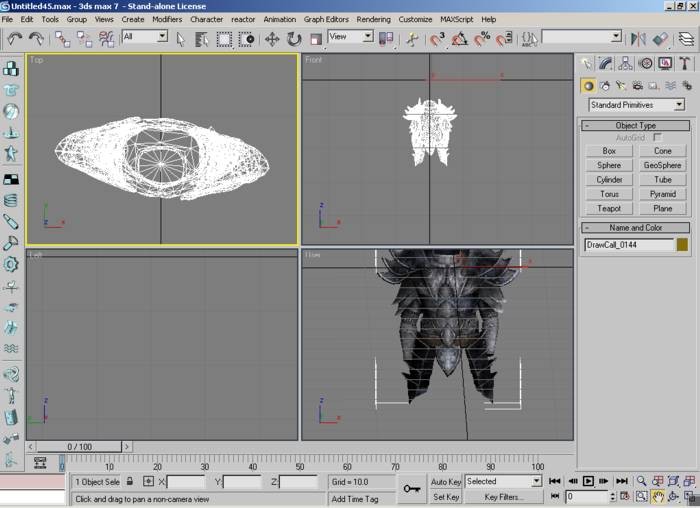 Untitled45.max - 3ds max 7 - Stand-alone License
File Edit Tools Group Views Create Modifiers Character reactor Animation Graph Editors Rendering Customize MAXScript Help
All View
Top Front
Standard Primitives
- Object Type
AutoGrid
Box Cone
Sphere GeoSphere
Cylinder Tube
Torus Pyramid
Teapot Plane
- Name and Color
DrawCall_0144
Left User
0 / 100
0 10 20 30 40 50 60 70 80 90 100
1 Object Sele X: Y: Z: Grid = 10.0 Auto Key Selected
Click and drag to pan a non-camera view Add Time Tag Set Key Key Filters... 0